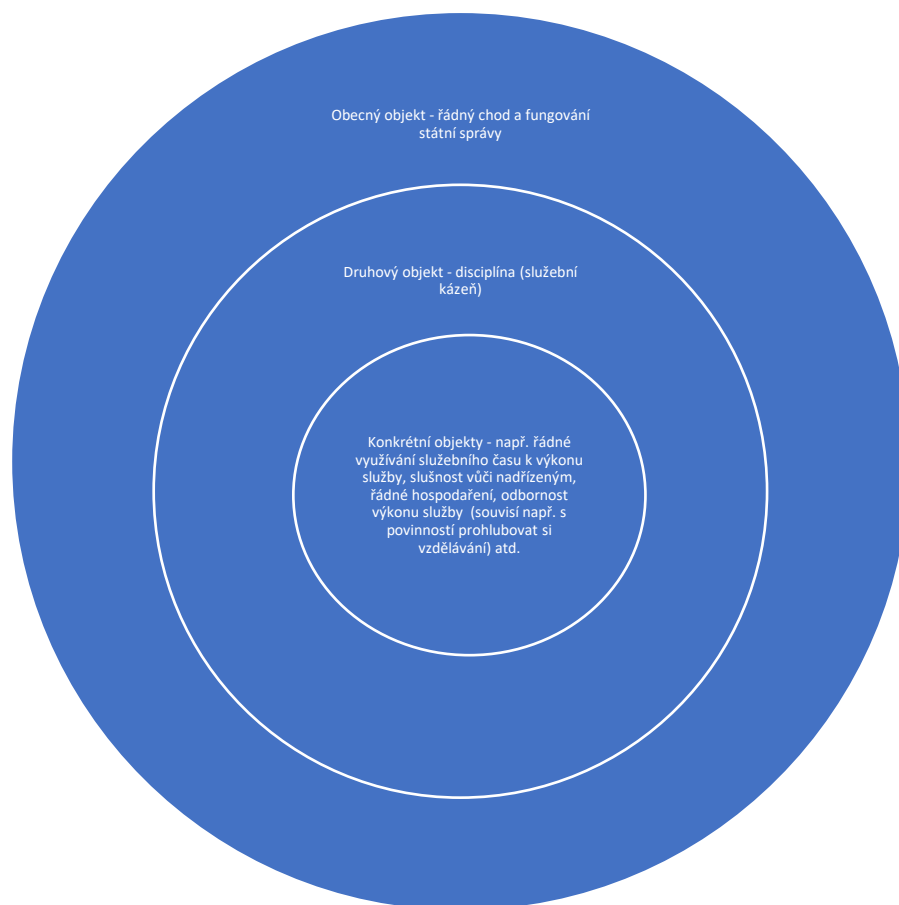 Obecný objekt - řádný chod a fungování
státní správy
Druhový objekt - disciplína (služební
kázeň)
Konkrétní objekty - např. řádné
využívání služebního času k výkonu
služby, slušnost vůči nadřízeným,
řádné hospodaření, odbornost
výkonu služby (souvisí např. s
povinností prohlubovat si
vzdělávání) atd.